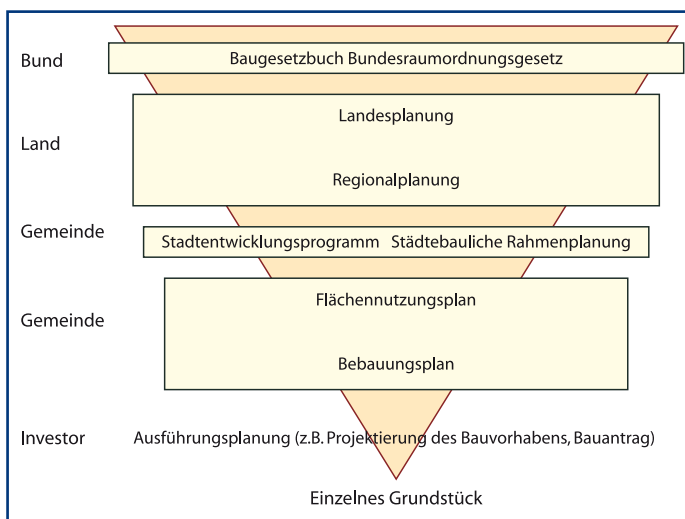 Bund
Baugesetzbuch Bundesraumordnungsgesetz
Land
Landesplanung
Regionalplanung
Gemeinde
Stadtentwicklungsprogramm Städtebauliche Rahmenplanung
Gemeinde
Flächennutzungsplan
Bebauungsplan
Investor
Ausführungsplanung (z.B. Projektierung des Bauvorhabens, Bauantrag)
Einzelnes Grundstück